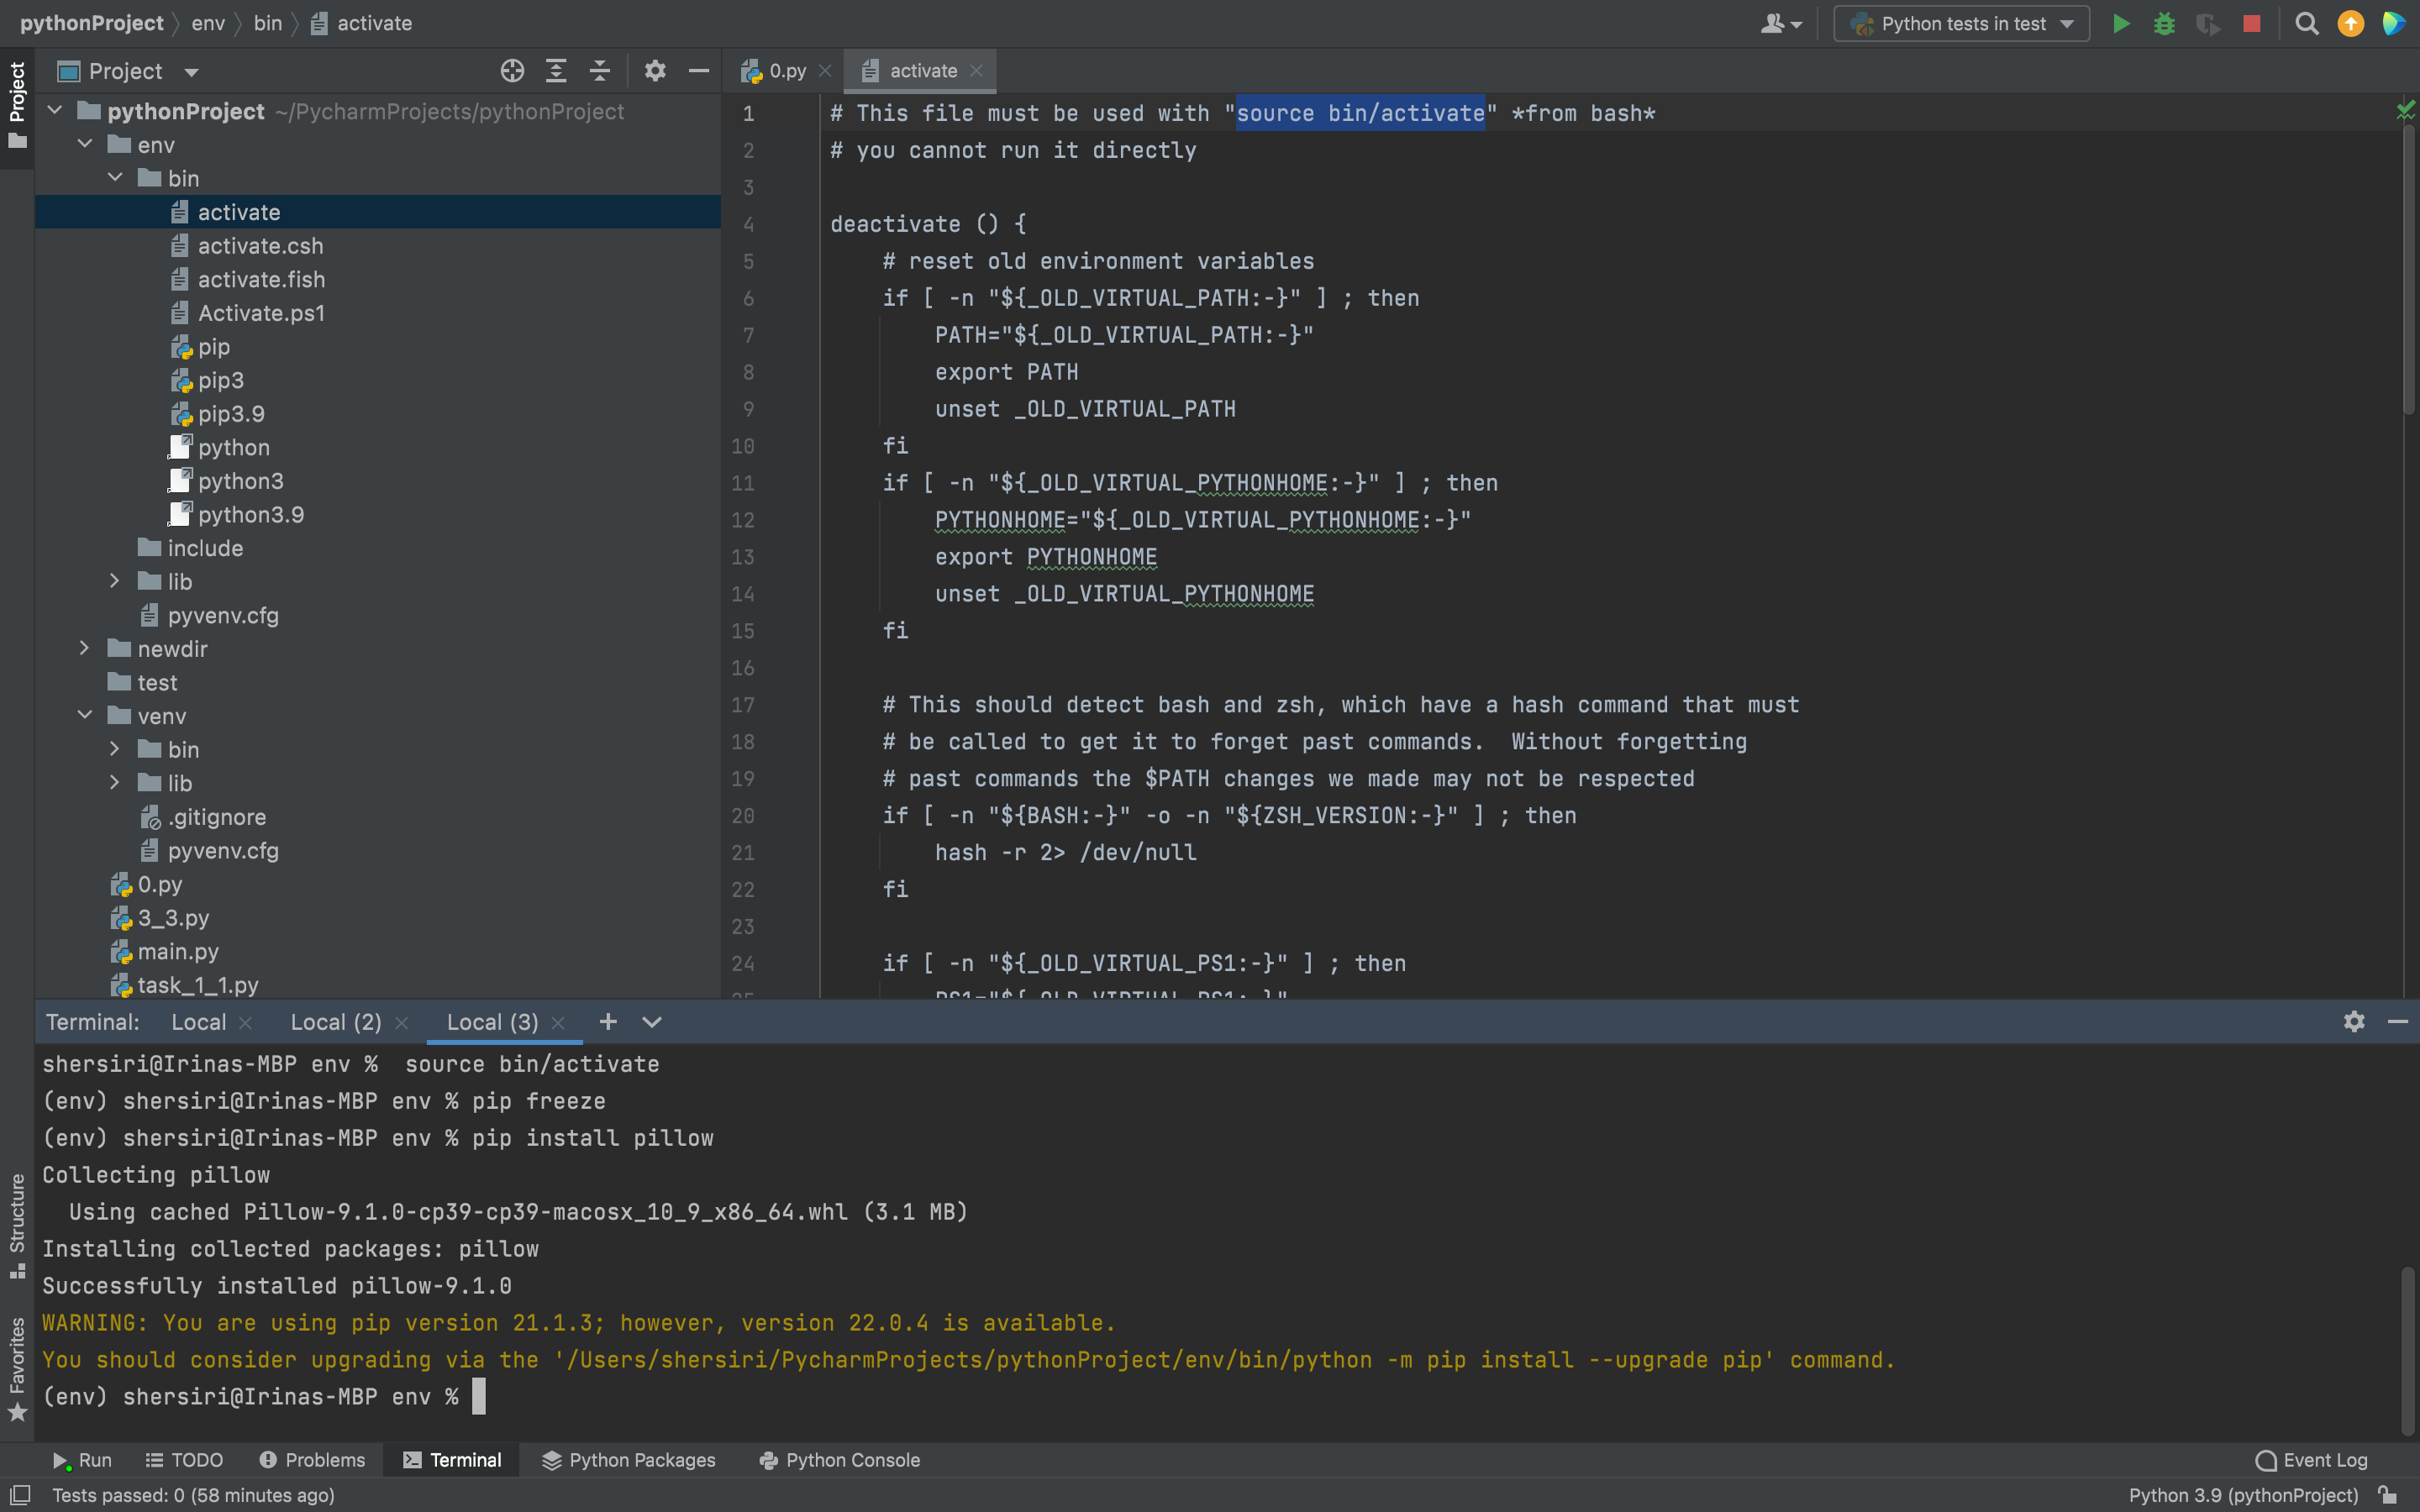 pythonProject env bin activate
Python tests in test
Project
Project
0.py
activate
pythonProject ~/PycharmProjects/pythonProject
env
bin
activate
activate.csh
activate.fish
Activate.ps1
pip
pip3
pip3.9
python
python3
python3.9
include
lib
pyvenv.cfg
newdir
test
venv
bin
lib
.gitignore
pyvenv.cfg
0.py
3_3.py
main.py
task_1_1.py
1 # This file must be used with "source bin/activate" *from bash*
2 # you cannot run it directly
3
4 deactivate () {
5     # reset old environment variables
6     if [ -n "${_OLD_VIRTUAL_PATH:-}" ] ; then
7         PATH="${_OLD_VIRTUAL_PATH:-}"
8         export PATH
9         unset _OLD_VIRTUAL_PATH
10     fi
11     if [ -n "${_OLD_VIRTUAL_PYTHONHOME:-}" ] ; then
12         PYTHONHOME="${_OLD_VIRTUAL_PYTHONHOME:-}"
13         export PYTHONHOME
14         unset _OLD_VIRTUAL_PYTHONHOME
15     fi
16
17     # This should detect bash and zsh, which have a hash command that must
18     # be called to get it to forget past commands.  Without forgetting
19     # past commands the $PATH changes we made may not be respected
20     if [ -n "${BASH:-}" -o -n "${ZSH_VERSION:-}" ] ; then
21         hash -r 2> /dev/null
22     fi
23
24     if [ -n "${_OLD_VIRTUAL_PS1:-}" ] ; then
25         PS1="${_OLD_VIRTUAL_PS1:-}"
Terminal: Local Local (2) Local (3)
shersiri@Irinas-MBP env %  source bin/activate
(env) shersiri@Irinas-MBP env % pip freeze
(env) shersiri@Irinas-MBP env % pip install pillow
Collecting pillow
  Using cached Pillow-9.1.0-cp39-cp39-macosx_10_9_x86_64.whl (3.1 MB)
Installing collected packages: pillow
Successfully installed pillow-9.1.0
WARNING: You are using pip version 21.1.3; however, version 22.0.4 is available.
You should consider upgrading via the '/Users/shersiri/PycharmProjects/pythonProject/env/bin/python -m pip install --upgrade pip' command.
(env) shersiri@Irinas-MBP env %
Structure
Favorites
Run TODO Problems Terminal Python Packages Python Console Event Log
Tests passed: 0 (58 minutes ago) Python 3.9 (pythonProject)